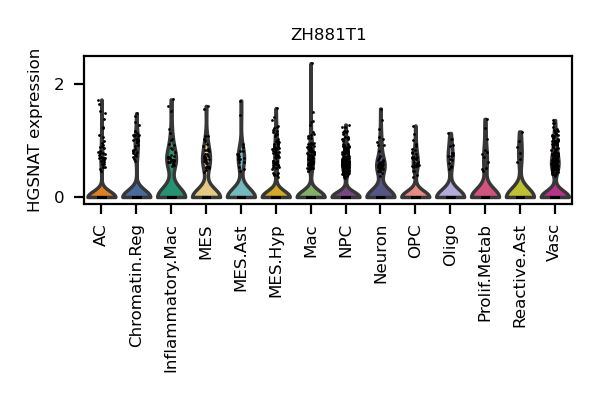 ZH881T1
HGSNAT expression
2
0
AC
Chromatin.Reg
Inflammatory.Mac
MES
MES.Ast
MES.Hyp
Mac
NPC
Neuron
OPC
Oligo
Prolif.Metab
Reactive.Ast
Vasc